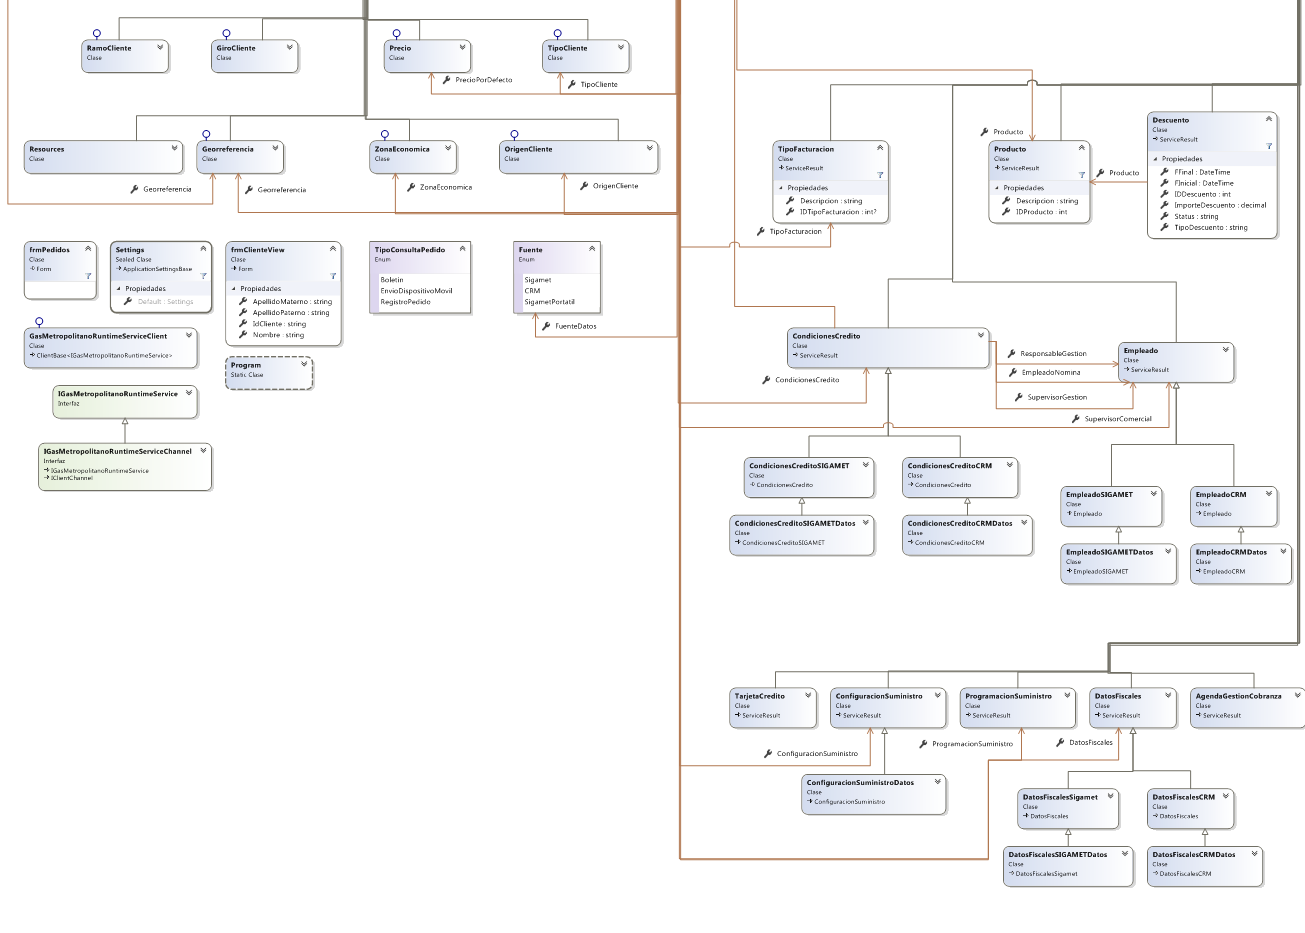 RamoCliente
Clase
GiroCliente
Clase
Precio
Clase
TipoCliente
Clase
PrecioPorDefecto
TipoCliente
Resources
Clase
Georreferencia
Clase
ZonaEconomica
Clase
OrigenCliente
Clase
Georreferencia
Georreferencia
ZonaEconomica
OrigenCliente
frmPedidos
Clase
Form
Settings
Sealed Clase
ApplicationSettingsBase
Propiedades
Default : Settings
frmClienteView
Clase
Form
Propiedades
ApellidoMaterno : string
ApellidoPaterno : string
IdCliente : string
Nombre : string
TipoConsultaPedido
Enum
Boletin
EnvioDispositivoMovil
RegistroPedido
Fuente
Enum
Sigamet
CRM
SigametPortatil
FuenteDatos
GasMetropolitanoRuntimeServiceClient
Clase
ClientBase<IGasMetropolitanoRuntimeService>
Program
Static Clase
IGasMetropolitanoRuntimeService
Interfaz
IGasMetropolitanoRuntimeServiceChannel
Interfaz
IGasMetropolitanoRuntimeService
IClientChannel
TipoFacturacion
Clase
ServiceResult
Propiedades
Descripcion : string
IDTipoFacturacion : int?
TipoFacturacion
Producto
Producto
Clase
ServiceResult
Propiedades
Descripcion : string
IDProducto : int
Producto
Descuento
Clase
ServiceResult
Propiedades
FFinal : DateTime
FInicial : DateTime
IDDescuento : int
ImporteDescuento : decimal
Status : string
TipoDescuento : string
CondicionesCredito
Clase
ServiceResult
CondicionesCredito
ResponsableGestion
EmpleadoNomina
SupervisorGestion
SupervisorComercial
Empleado
Clase
ServiceResult
CondicionesCreditoSIGAMET
Clase
CondicionesCredito
CondicionesCreditoCRM
Clase
CondicionesCredito
CondicionesCreditoSIGAMETDatos
Clase
CondicionesCreditoSIGAMET
CondicionesCreditoCRMDatos
Clase
CondicionesCreditoCRM
EmpleadoSIGAMET
Clase
Empleado
EmpleadoCRM
Clase
Empleado
EmpleadoSIGAMETDatos
Clase
EmpleadoSIGAMET
EmpleadoCRMDatos
Clase
EmpleadoCRM
TarjetaCredito
Clase
ServiceResult
ConfiguracionSuministro
Clase
ServiceResult
ProgramacionSuministro
Clase
ServiceResult
DatosFiscales
Clase
ServiceResult
AgendaGestionCobranza
Clase
ServiceResult
ConfiguracionSuministro
ProgramacionSuministro
DatosFiscales
ConfiguracionSuministroDatos
Clase
ConfiguracionSuministro
DatosFiscalesSigamet
Clase
DatosFiscales
DatosFiscalesCRM
Clase
DatosFiscales
DatosFiscalesSIGAMETDatos
Clase
DatosFiscalesSigamet
DatosFiscalesCRMDatos
Clase
DatosFiscalesCRM